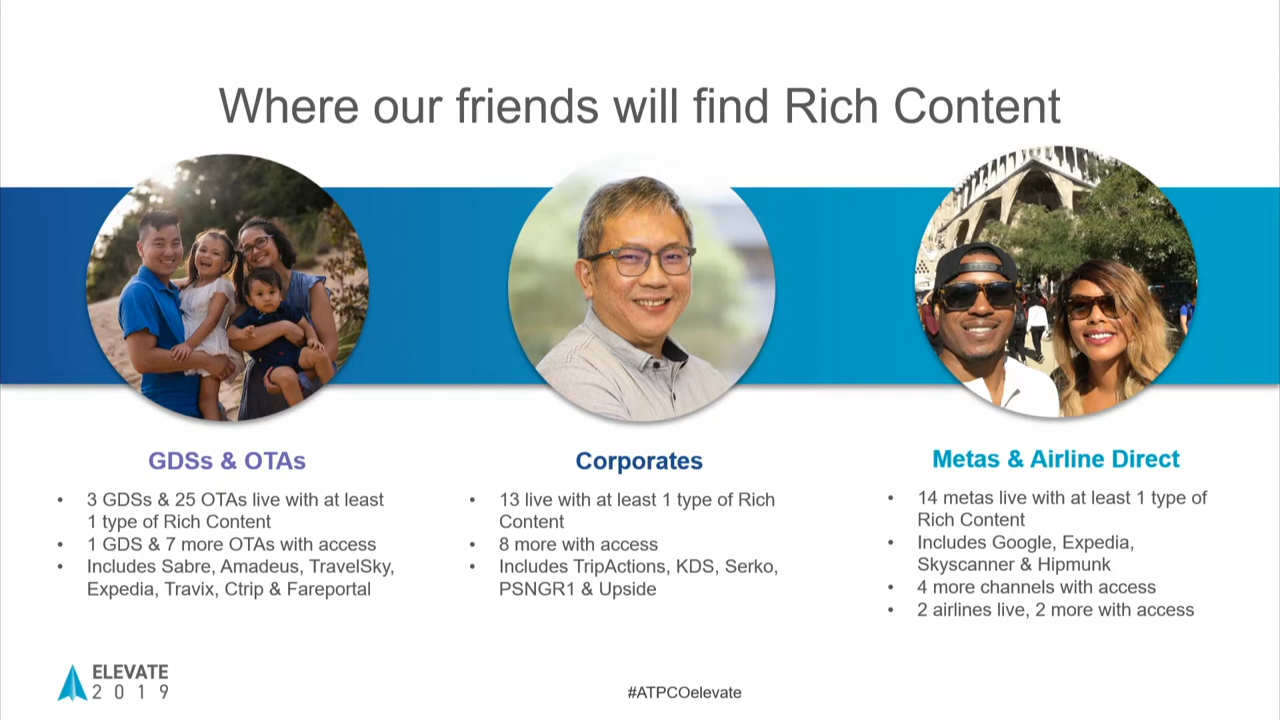 Where our friends will find Rich Content
GDSs & OTAs
• 3 GDSs & 25 OTAs live with at least
1 type of Rich Content
• 1 GDS & 7 more OTAs with access
• Includes Sabre, Amadeus, TravelSky,
Expedia, Travix, Ctrip & Fareportal
Corporates
• 13 live with at least 1 type of Rich
Content
• 8 more with access
• Includes TripActions, KDS, Serko,
PSNGR1 & Upside
Metas & Airline Direct
• 14 metas live with at least 1 type of
Rich Content
• Includes Google, Expedia,
Skyscanner & Hipmunk
• 4 more channels with access
• 2 airlines live, 2 more with access
ELEVATE
2019
#ATPCOelevate